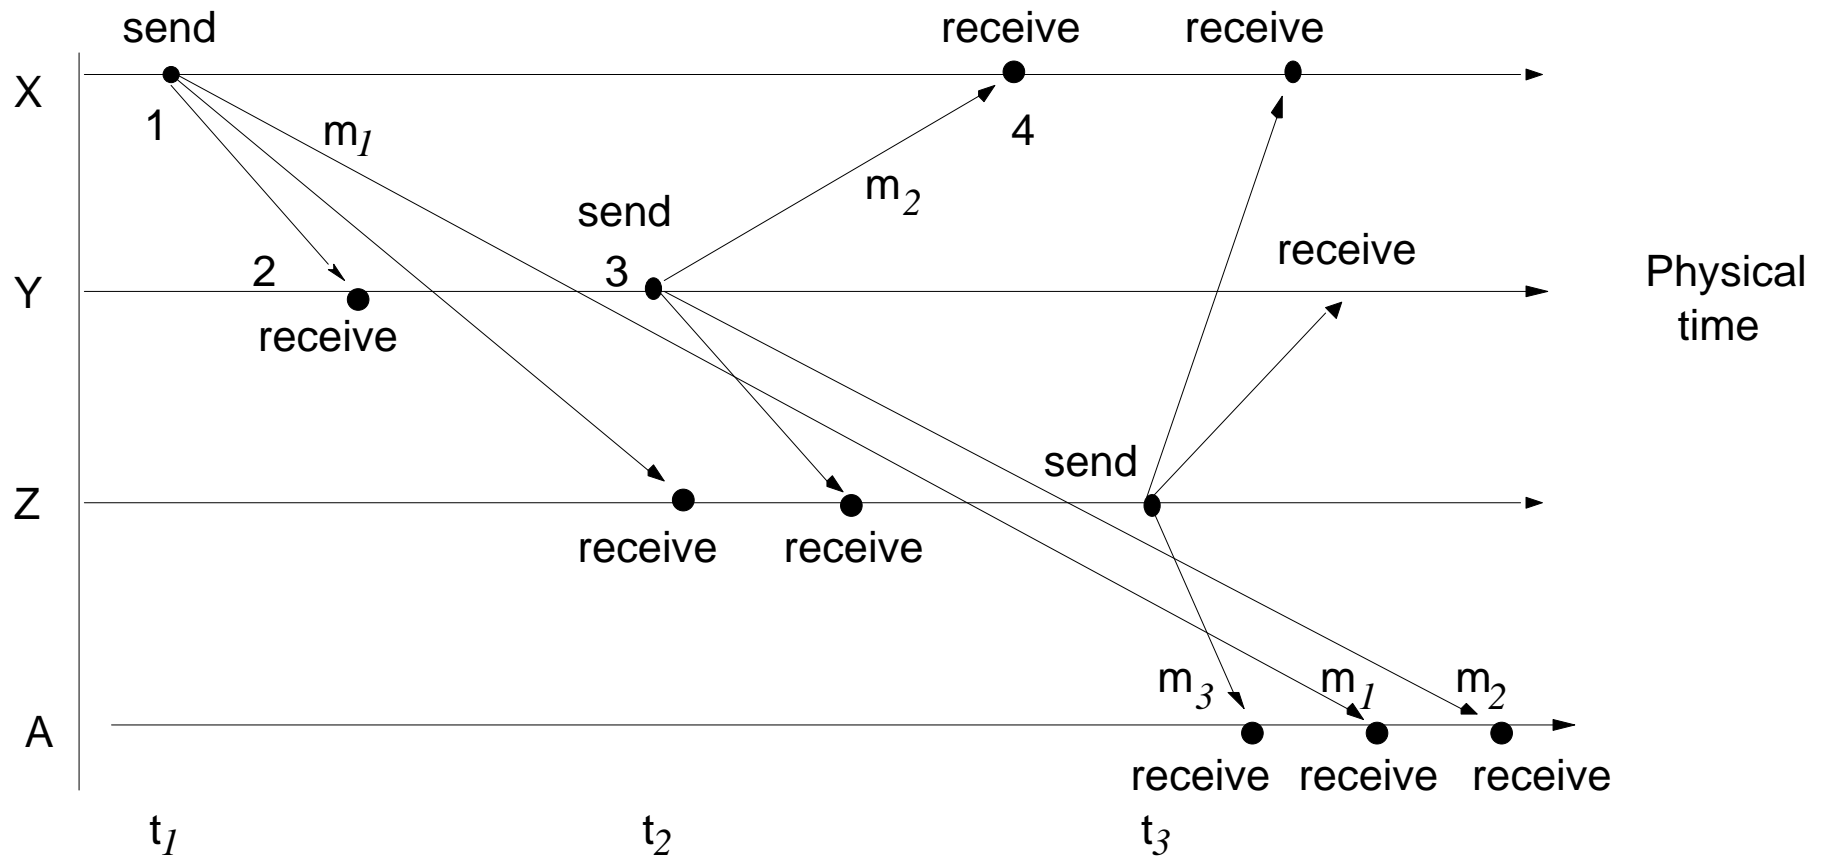 send
receive
receive
X
1
m1
4
m2
send
2
3
receive
Y
Physical
time
receive
send
Z
receive
receive
m3
m1
m2
A
receive
receive
receive
t1
t2
t3